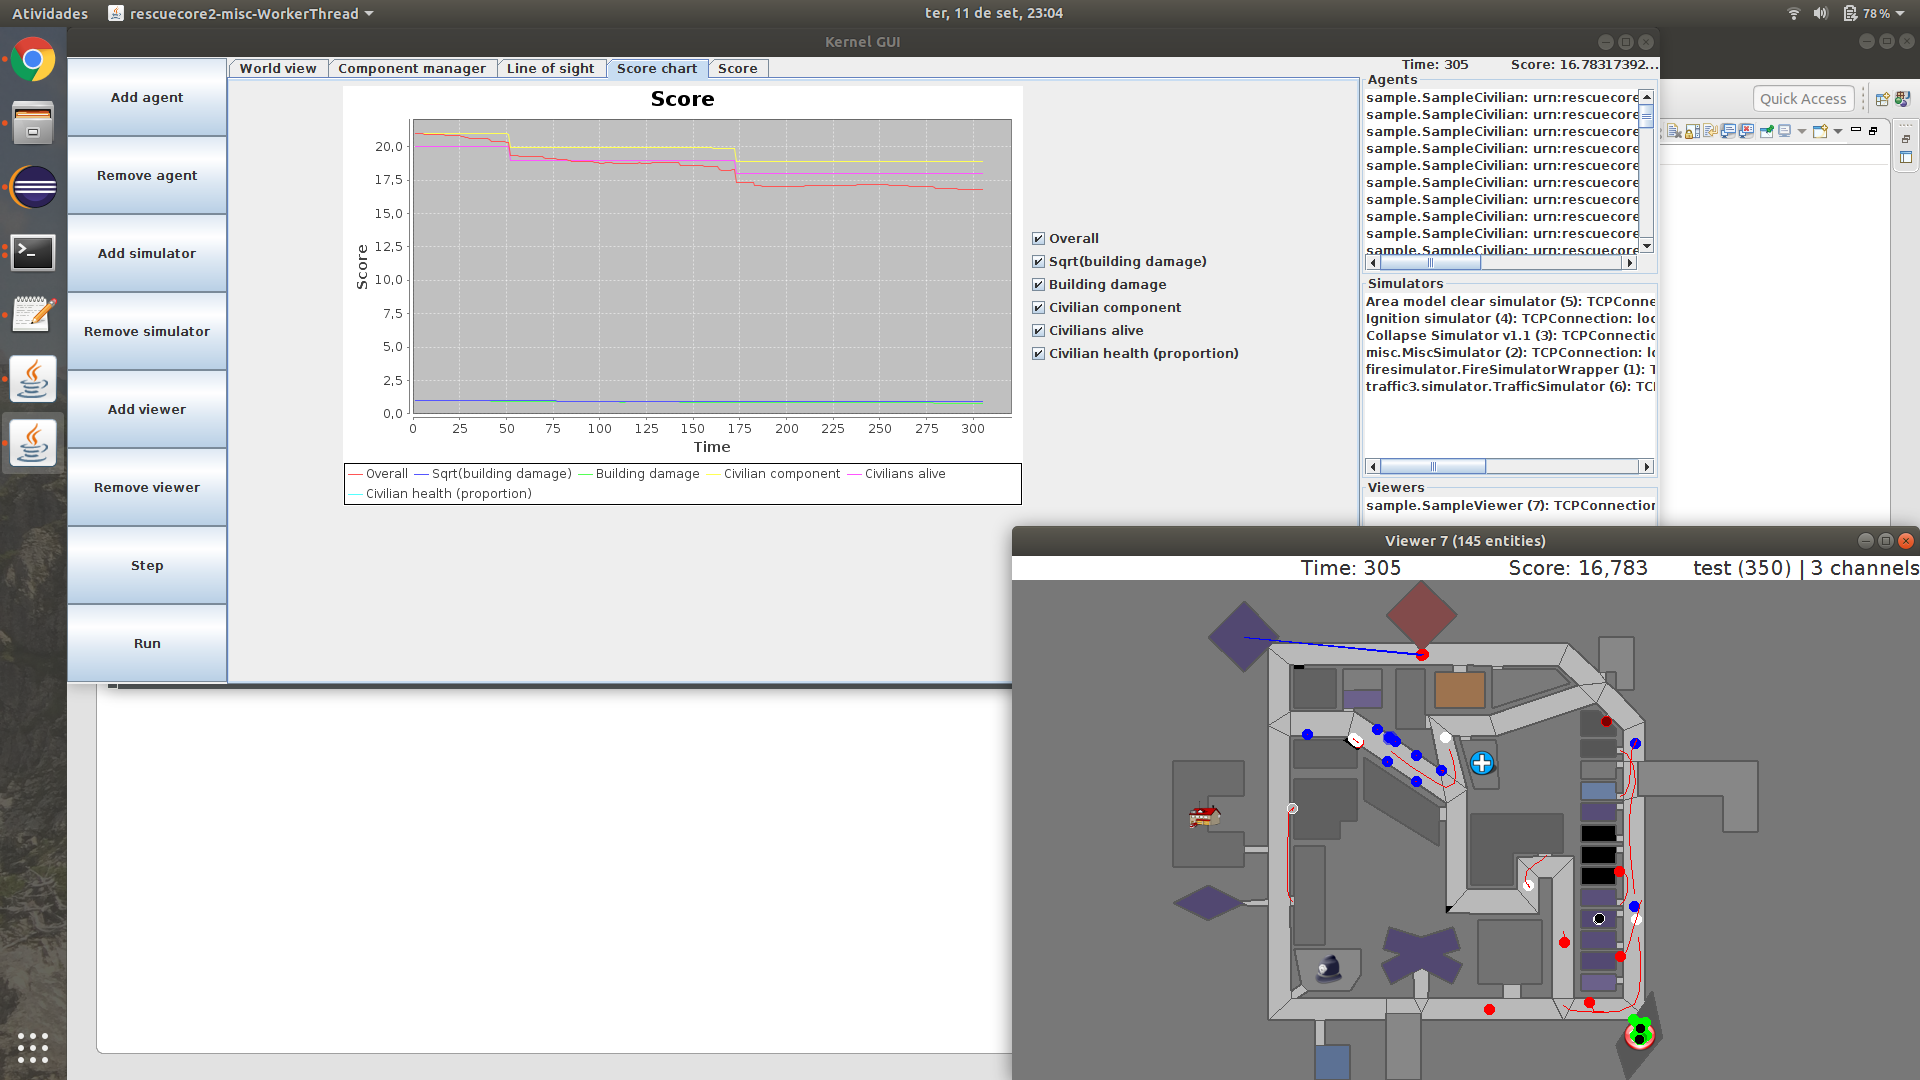 Atividades
rescuecore2-misc-WorkerThread
ter, 11 de set, 23:04
78%
Kernel GUI
Add agent
Remove agent
Add simulator
Remove simulator
Add viewer
Remove viewer
Step
Run
World view
Component manager
Line of sight
Score chart
Score
Time: 305
Score: 16.78317392...
Score
Score
20,0
17,5
15,0
12,5
10,0
7,5
5,0
2,5
0,0
0 25 50 75 100 125 150 175 200 225 250 275 300
Time
Overall Sqrt(building damage) Building damage Civilian component Civilians alive
Civilian health (proportion)
Overall
Sqrt(building damage)
Building damage
Civilian component
Civilians alive
Civilian health (proportion)
Agents
sample.SampleCivilian: urn:rescuecore
sample.SampleCivilian: urn:rescuecore
sample.SampleCivilian: urn:rescuecore
sample.SampleCivilian: urn:rescuecore
sample.SampleCivilian: urn:rescuecore
sample.SampleCivilian: urn:rescuecore
sample.SampleCivilian: urn:rescuecore
sample.SampleCivilian: urn:rescuecore
sample.SampleCivilian: urn:rescuecore
sample.SampleCivilian: urn:rescuecore
Simulators
Area model clear simulator (5): TCPConne
Ignition simulator (4): TCPConnection: loc
Collapse Simulator v1.1 (3): TCPConnectio
misc.MiscSimulator (2): TCPConnection: lo
firesimulator.FireSimulatorWrapper (1): T
traffic3.simulator.TrafficSimulator (6): TCI
Viewers
sample.SampleViewer (7): TCPConnection
Quick Access
Viewer 7 (145 entities)
Time: 305
Score: 16,783
test (350) | 3 channels